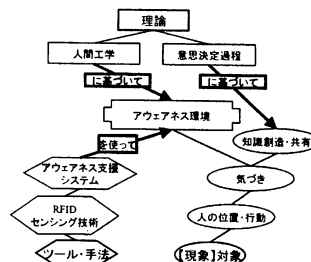 理論
人間工学
意思決定過程
に基づいて
に基づいて
アウェアネス環境
を使って
知識創造・共有
アウェアネス支援
システム
気づき
RFID
センシング技術
人の位置・行動
ツール・手法
【現象】対象